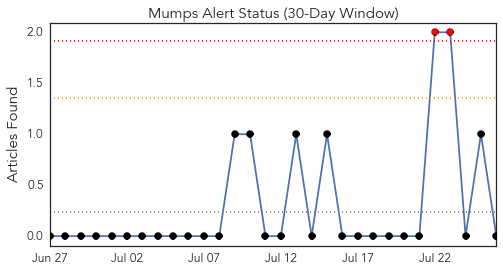 Mumps Alert Status (30-Day Window)
Articles Found
2.0
1.5
1.0
0.5
0.0
Jun 27 Jul 02 Jul 07 Jul 12 Jul 17 Jul 22